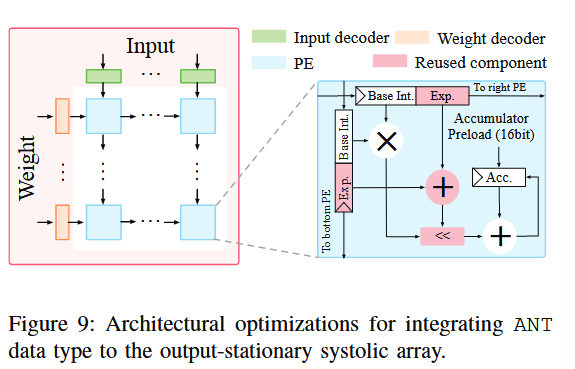 Input
Weight
Input decoder
Weight decoder
PE
Reused component
Base Int.
Exp.
To right PE
Base Int.
Exp.
To bottom PE
×
+
<<
Accumulator
Preload (16bit)
Acc.
+
Figure 9: Architectural optimizations for integrating ANT
data type to the output-stationary systolic array.